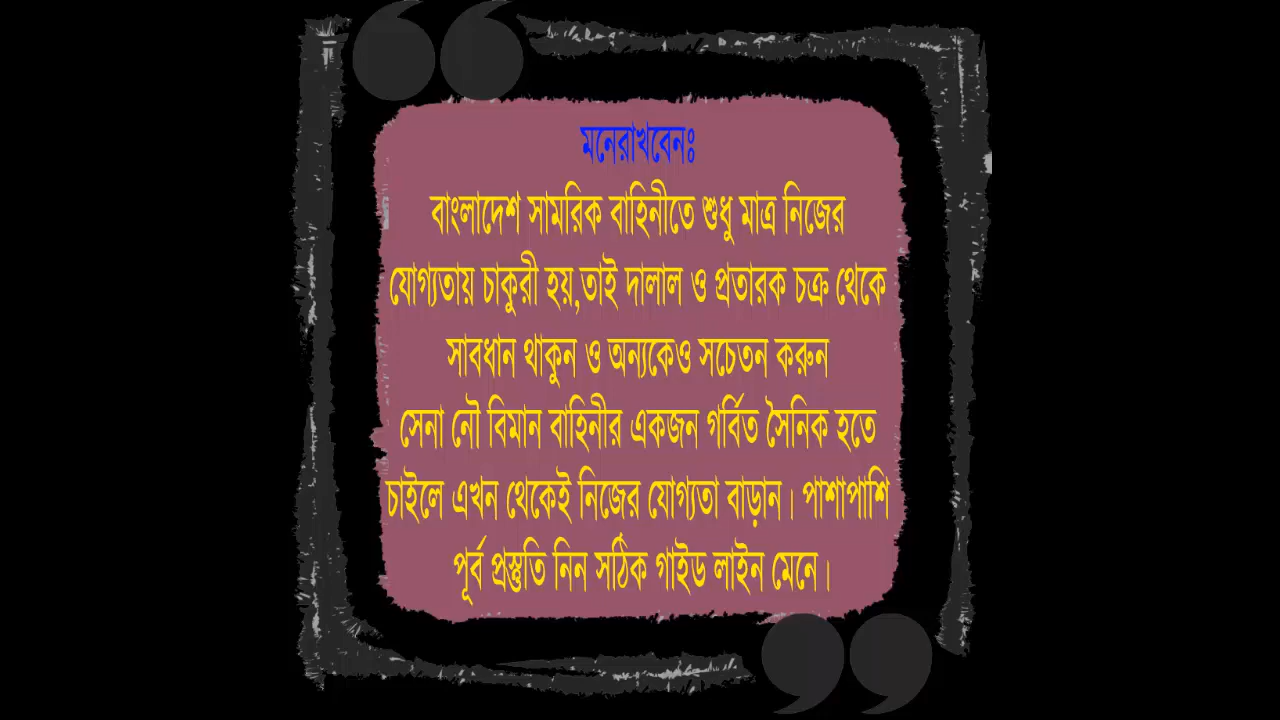 মনেরাখবেনঃ
বাংলাদেশ সামরিক বাহিনীতে শুধু মাত্র নিজের
যোগ্যতায় চাকুরী হয়,তাই দালাল ও প্রতারক চক্র থেকে
সাবধান থাকুন ও অন্যকেও সচেতন করুন
সেনা নৌ বিমান বাহিনীর একজন গর্বিত সৈনিক হতে
চাইলে এখন থেকেই নিজের যোগ্যতা বাড়ান। পাশাপাশি
পূর্ব প্রস্তুতি নিন সঠিক গাইড লাইন মেনে।